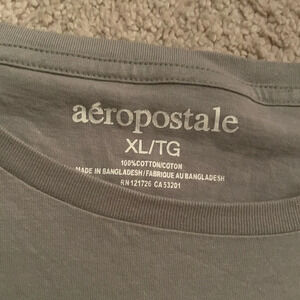 aéropostale
XL/TG
100%COTTON/COTON
MADE IN BANGLADESH/FABRIQUE AU BANGLADESH
RN 121726 CA 53201